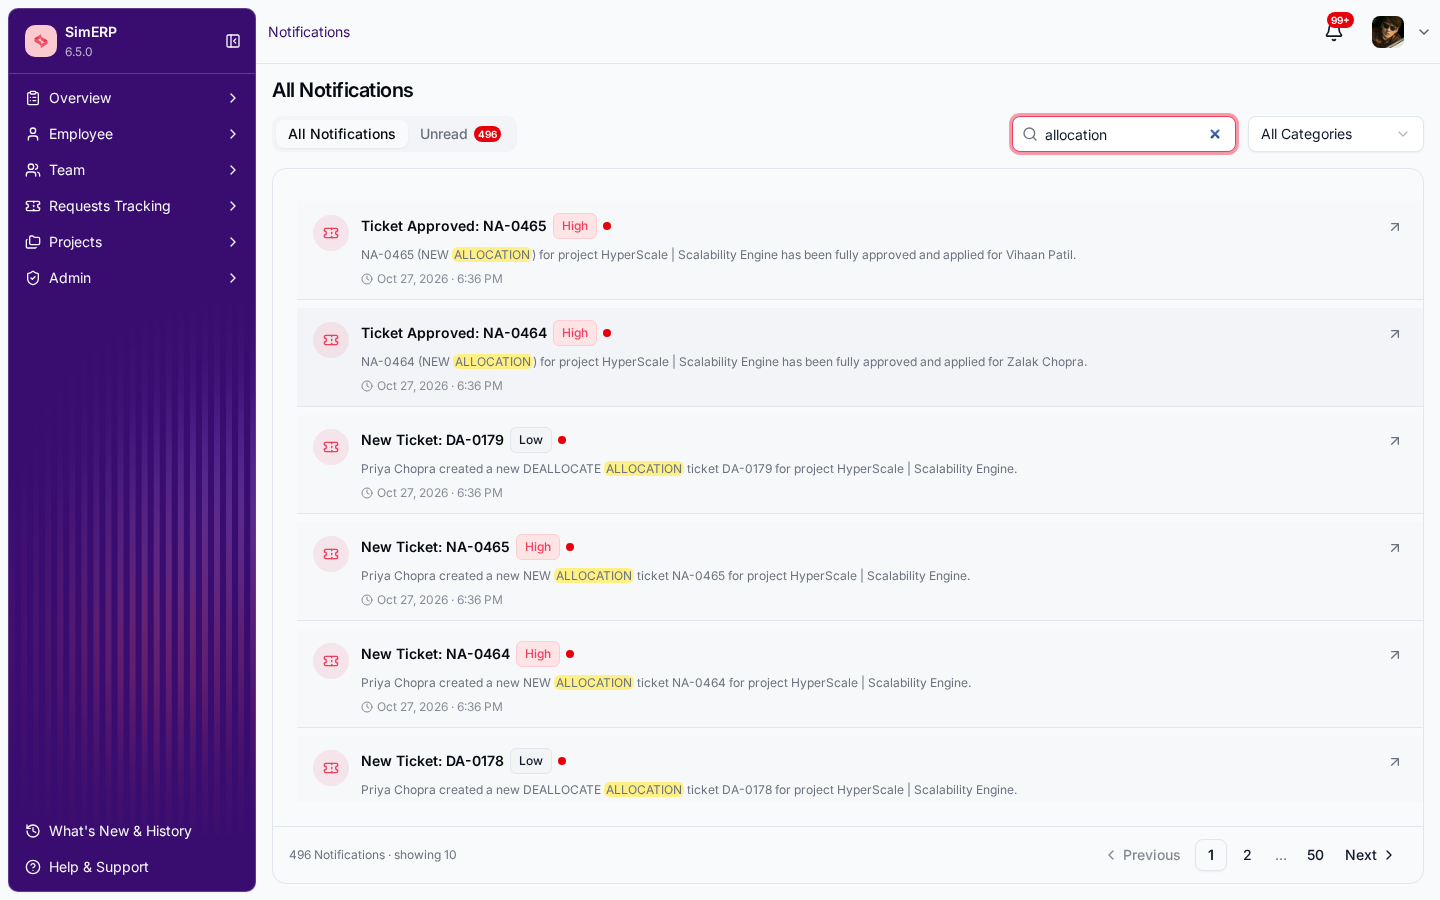 SimERP
6.5.0
Overview
Employee
Team
Requests Tracking
Projects
Admin
What's New & History
Help & Support
Notifications
99+
All Notifications
All Notifications
Unread 496
allocation
All Categories
Ticket Approved: NA-0465 High
NA-0465 (NEW ALLOCATION) for project HyperScale | Scalability Engine has been fully approved and applied for Vihaan Patil.
Oct 27, 2026 · 6:36 PM
Ticket Approved: NA-0464 High
NA-0464 (NEW ALLOCATION) for project HyperScale | Scalability Engine has been fully approved and applied for Zalak Chopra.
Oct 27, 2026 · 6:36 PM
New Ticket: DA-0179 Low
Priya Chopra created a new DEALLOCATE ALLOCATION ticket DA-0179 for project HyperScale | Scalability Engine.
Oct 27, 2026 · 6:36 PM
New Ticket: NA-0465 High
Priya Chopra created a new NEW ALLOCATION ticket NA-0465 for project HyperScale | Scalability Engine.
Oct 27, 2026 · 6:36 PM
New Ticket: NA-0464 High
Priya Chopra created a new NEW ALLOCATION ticket NA-0464 for project HyperScale | Scalability Engine.
Oct 27, 2026 · 6:36 PM
New Ticket: DA-0178 Low
Priya Chopra created a new DEALLOCATE ALLOCATION ticket DA-0178 for project HyperScale | Scalability Engine.
496 Notifications · showing 10
Previous 1 2 ... 50 Next